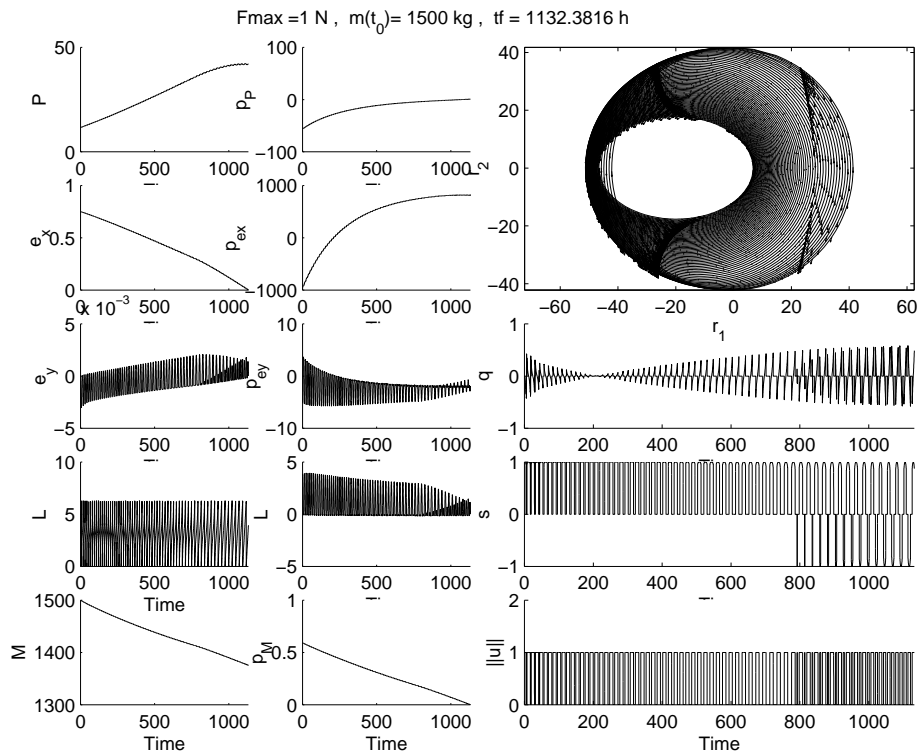 Fmax =1 N ,  m(t0)= 1500 kg ,  tf = 1132.3816 h
50
0
P
0 500 1000
100
0
−100
pP
0 500 1000
40
20
0
−20
−40
r2
−60 −40 −20 0 20 40 60
r1
1
0.5
0
ex
0 500 1000
1000
0
−1000
pex
0 500 1000
x 10−3
5
0
−5
ey
0 500 1000
10
0
−10
pey
0 500 1000
1
0
−1
q
0 200 400 600 800 1000
10
5
0
L
0 500 1000
Time
5
0
−5
L
0 500 1000
1
0
−1
s
0 200 400 600 800 1000
1500
1400
1300
M
0 500 1000
Time
1
0.5
0
pM
0 500 1000
Time
2
1
0
||u||
0 200 400 600 800 1000
Time